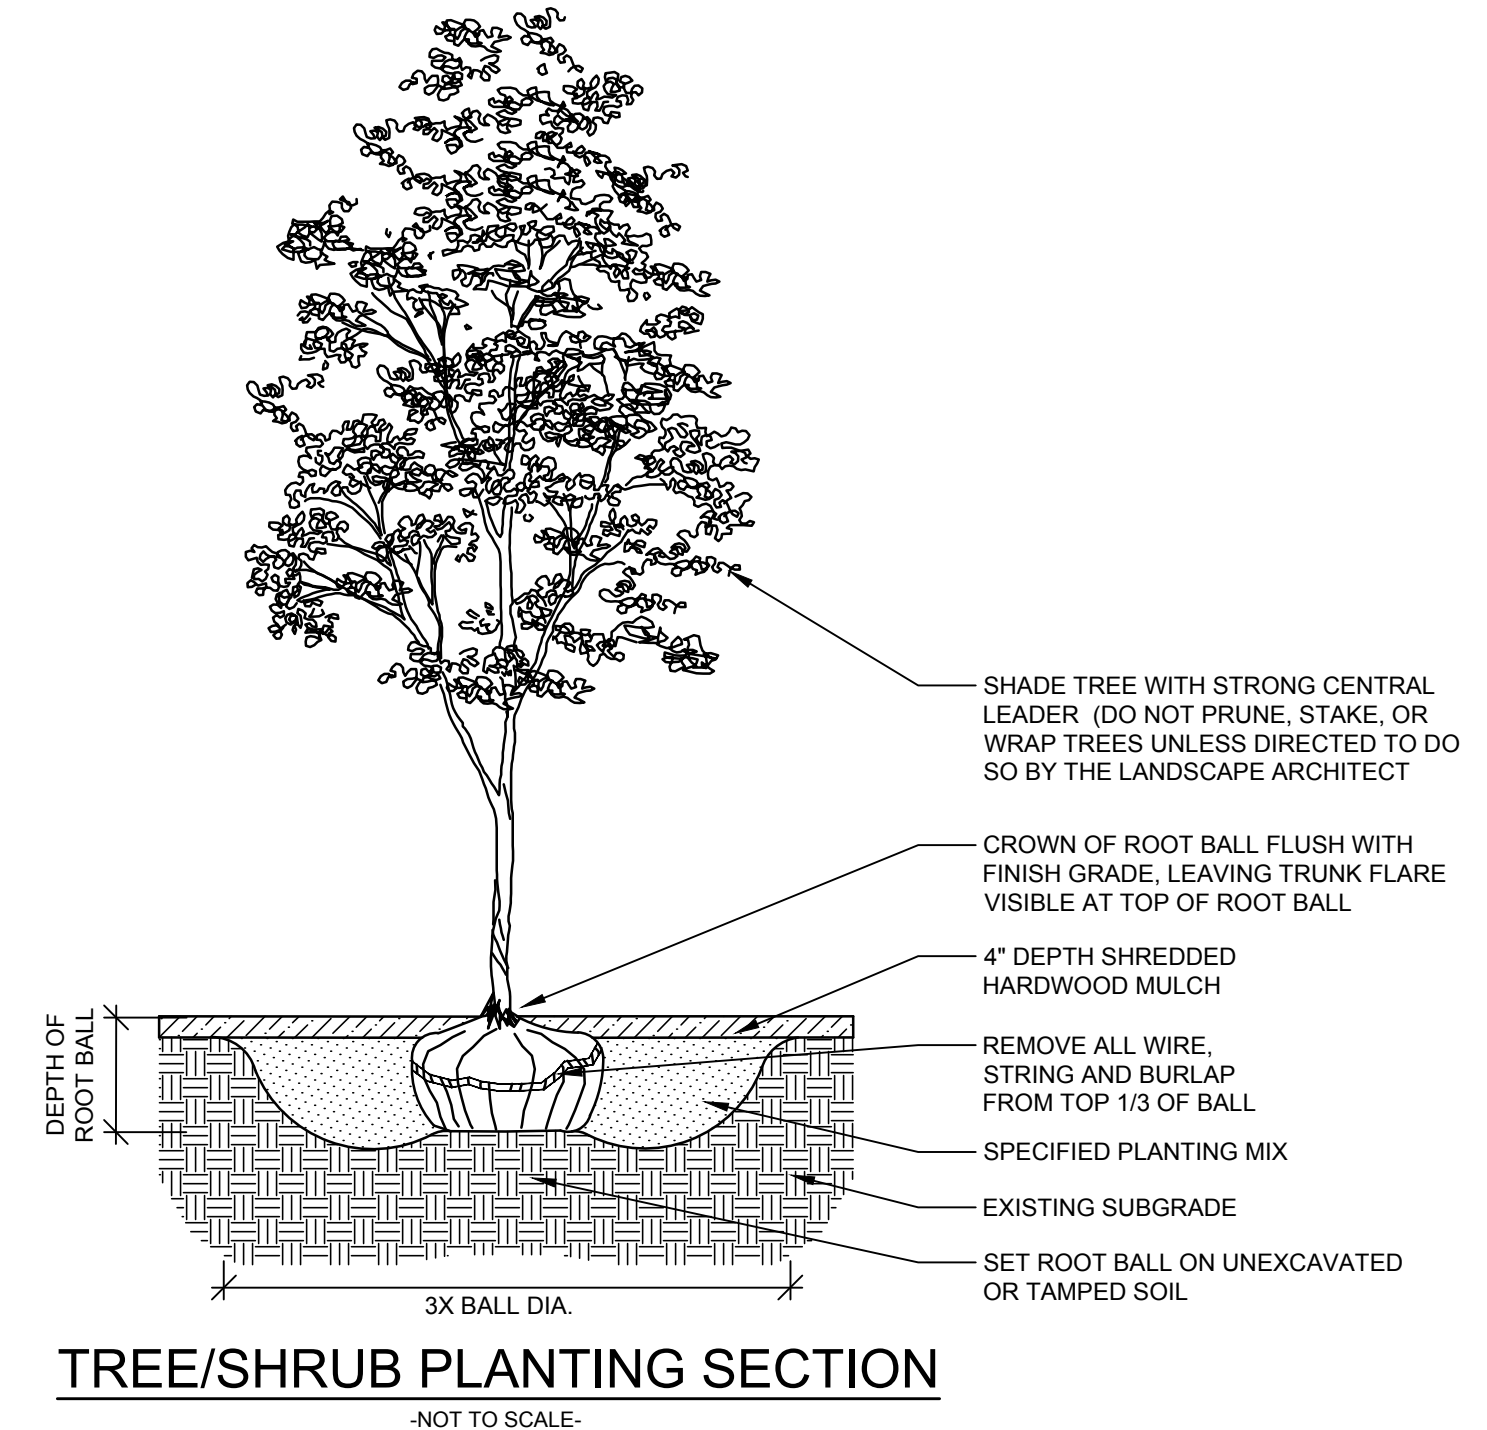 SHADE TREE WITH STRONG CENTRAL
LEADER (DO NOT PRUNE, STAKE, OR
WRAP TREES UNLESS DIRECTED TO DO
SO BY THE LANDSCAPE ARCHITECT
CROWN OF ROOT BALL FLUSH WITH
FINISH GRADE, LEAVING TRUNK FLARE
VISIBLE AT TOP OF ROOT BALL
4" DEPTH SHREDDED
HARDWOOD MULCH
DEPTH OF
ROOT BALL
REMOVE ALL WIRE,
STRING AND BURLAP
FROM TOP 1/3 OF BALL
SPECIFIED PLANTING MIX
EXISTING SUBGRADE
SET ROOT BALL ON UNEXCAVATED
OR TAMPED SOIL
3X BALL DIA.
TREE/SHRUB PLANTING SECTION
-NOT TO SCALE-